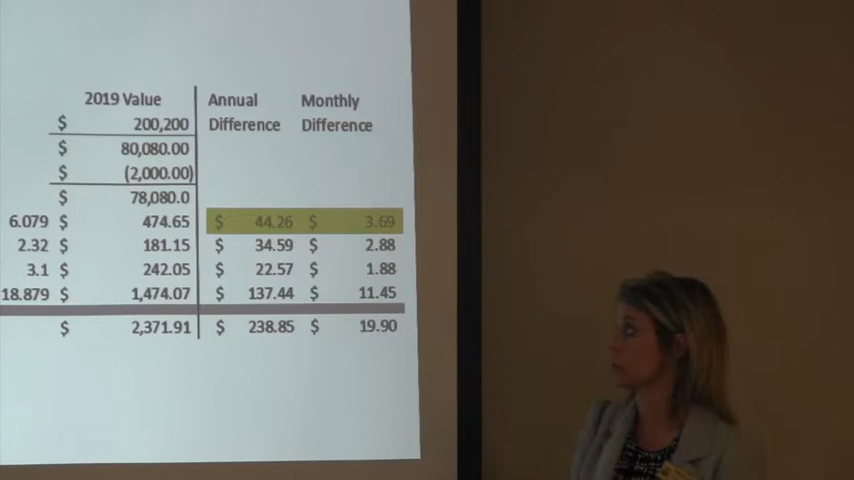 2019 Value Annual Monthly
$ 200,200 Difference Difference
$ 80,080.00
$ (2,000.00)
$ 78,080.0
6.079 $ 474.65 $ 44.26 $ 3.69
2.32 $ 181.15 $ 34.59 $ 2.88
3.1 $ 242.05 $ 22.57 $ 1.88
18.879 $ 1,474.07 $ 137.44 $ 11.45
$ 2,371.91 $ 238.85 $ 19.90